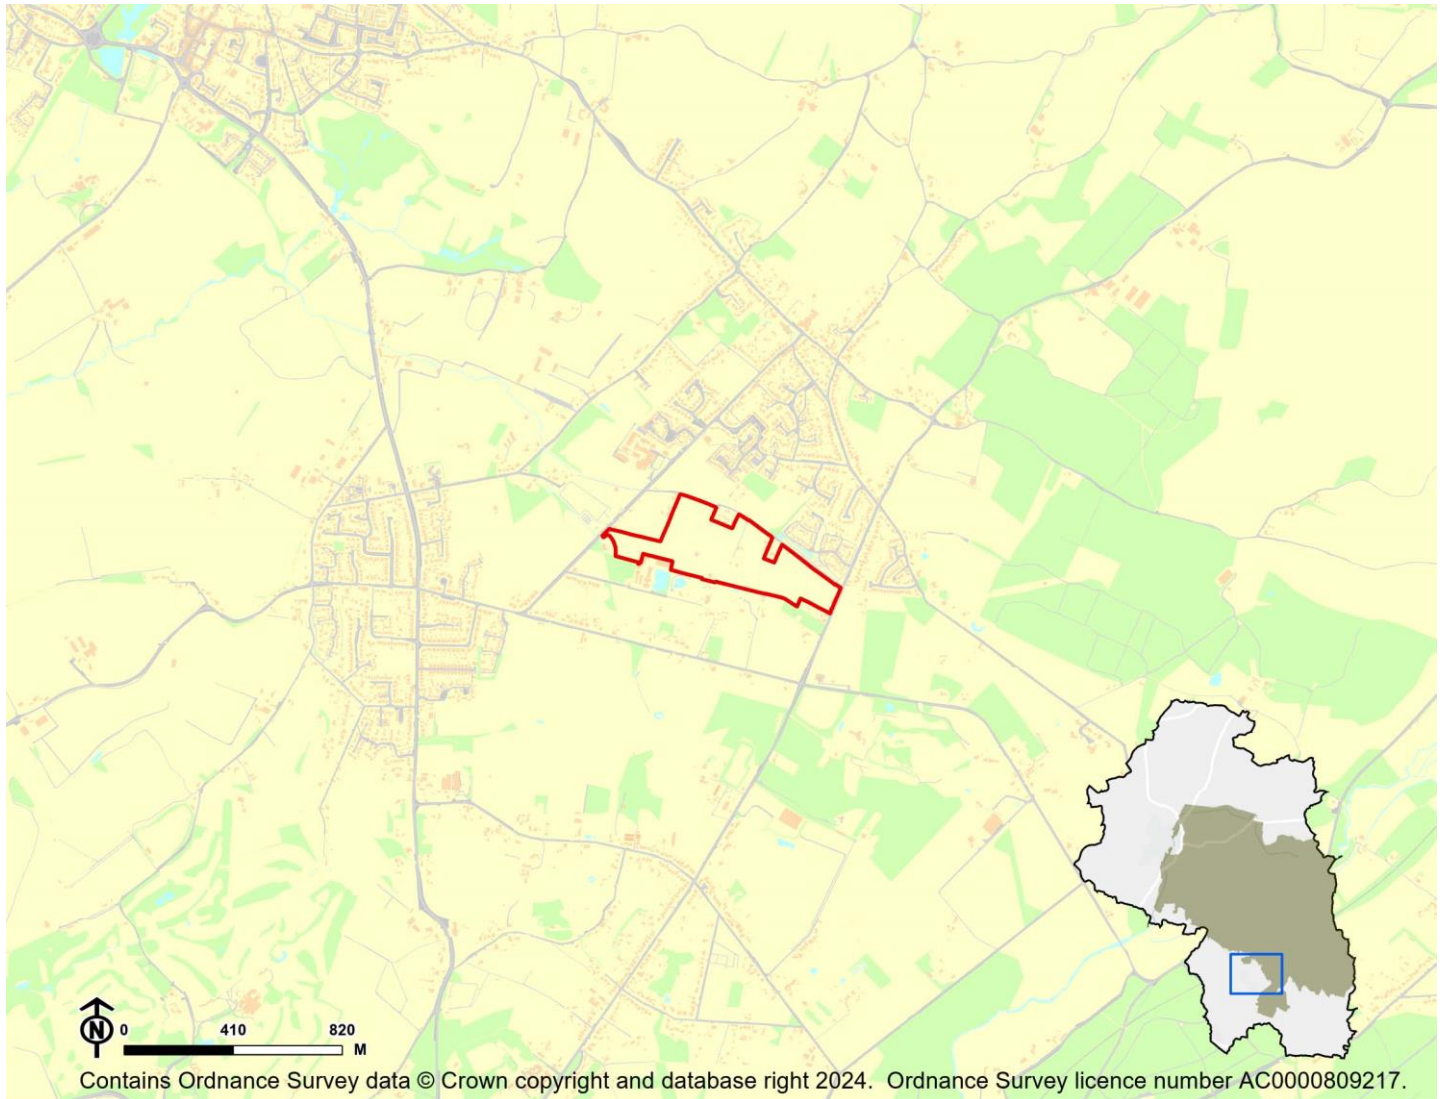 N
0 410 820
M
Contains Ordnance Survey data © Crown copyright and database right 2024. Ordnance Survey licence number AC0000809217.